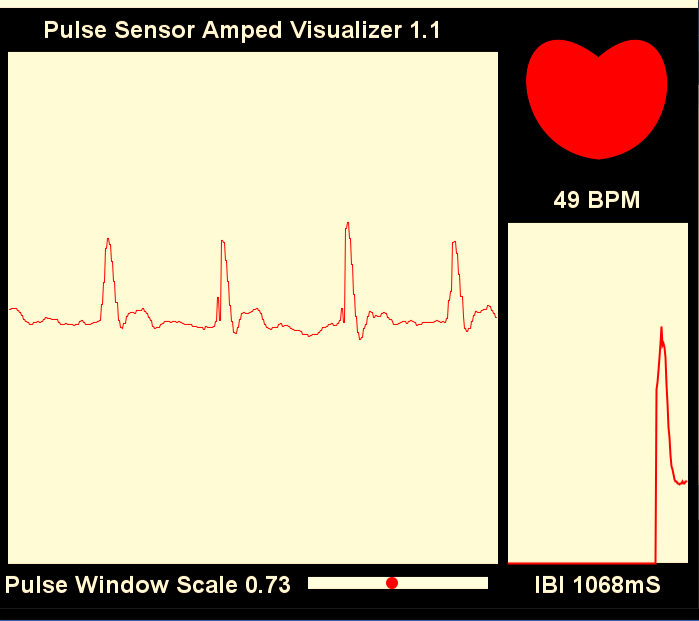 Pulse Sensor Amped Visualizer 1.1
49 BPM
Pulse Window Scale 0.73
IBI 1068mS